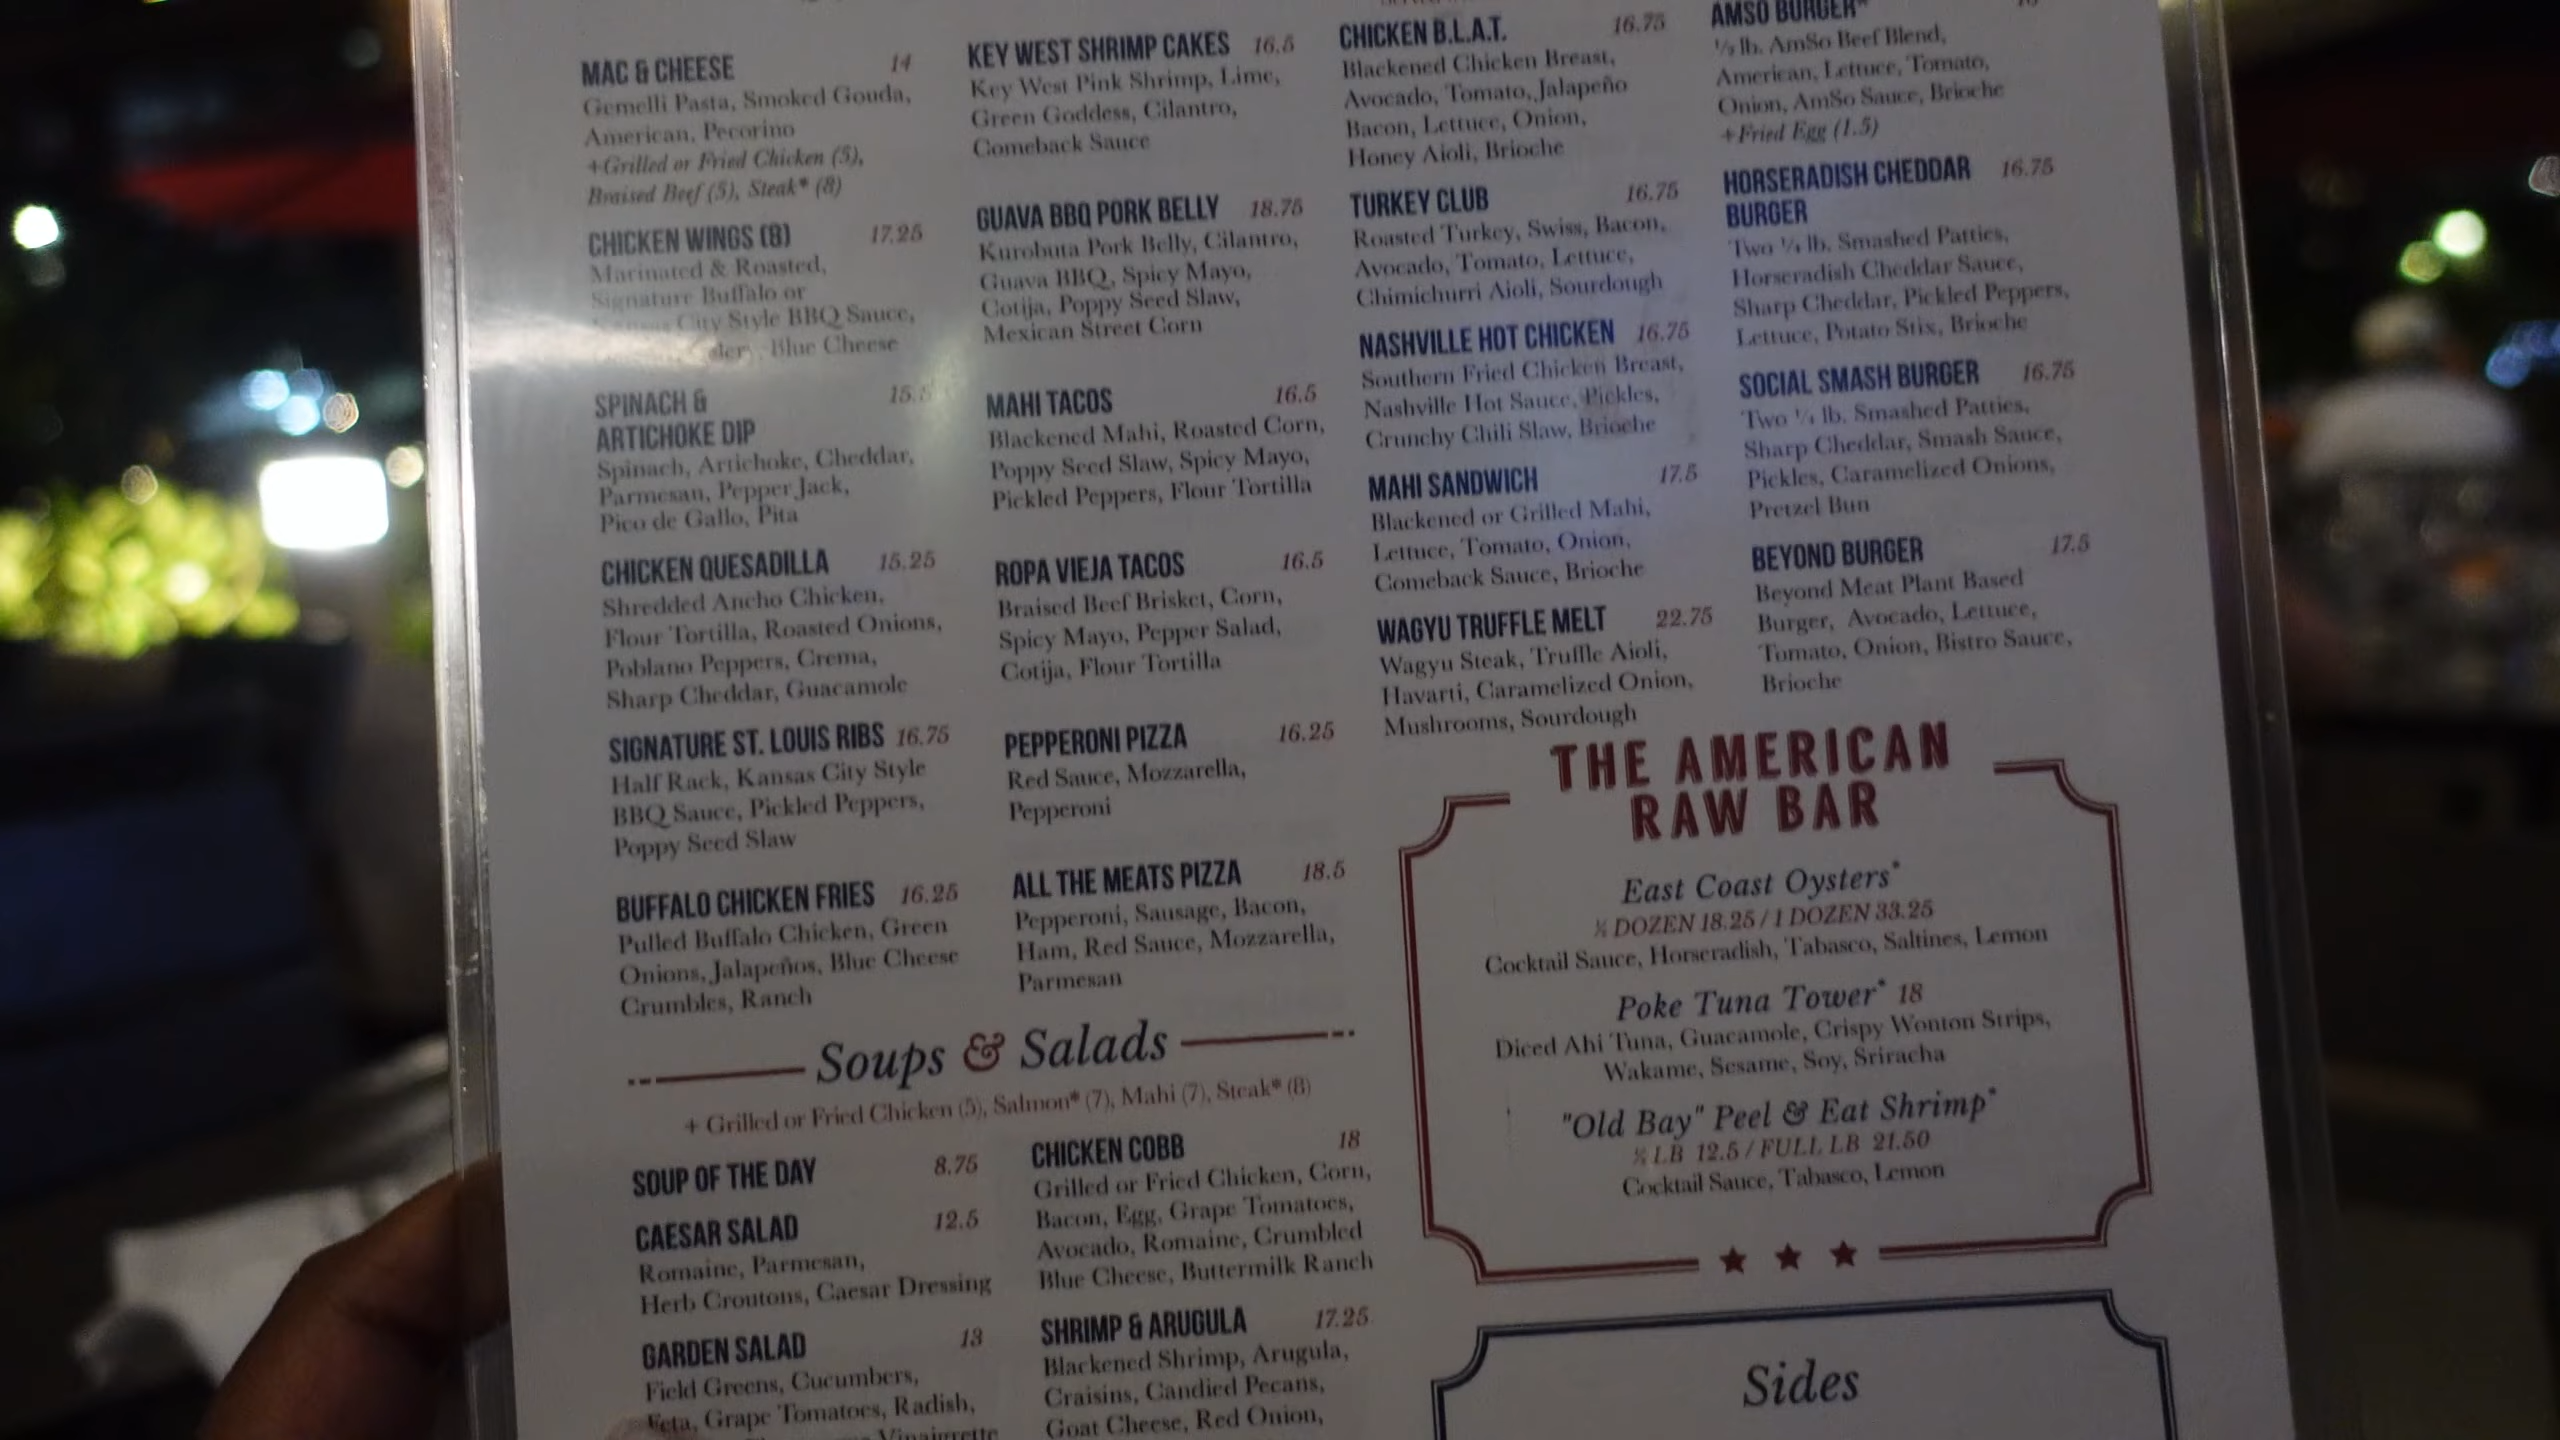 MAC & CHEESE 14
Gemelli Pasta, Smoked Gouda,
American, Pecorino
+Grilled or Fried Chicken (5),
Braised Beef (5), Steak* (8)
CHICKEN WINGS (8) 17.25
Marinated & Roasted,
Signature Buffalo or
City Style BBQ Sauce,
Blue Cheese
SPINACH & 15.5
ARTICHOKE DIP
Spinach, Artichoke, Cheddar,
Parmesan, Pepper Jack,
Pico de Gallo, Pita
CHICKEN QUESADILLA 15.25
Shredded Ancho Chicken,
Flour Tortilla, Roasted Onions,
Poblano Peppers, Crema,
Sharp Cheddar, Guacamole
SIGNATURE ST. LOUIS RIBS 16.75
Half Rack, Kansas City Style
BBQ Sauce, Pickled Peppers,
Poppy Seed Slaw
BUFFALO CHICKEN FRIES 16.25
Pulled Buffalo Chicken, Green
Onions, Jalapeños, Blue Cheese
Crumbles, Ranch
KEY WEST SHRIMP CAKES 16.5
Key West Pink Shrimp, Lime,
Green Goddess, Cilantro,
Comeback Sauce
GUAVA BBQ PORK BELLY 18.75
Kurobuta Pork Belly, Cilantro,
Guava BBQ, Spicy Mayo,
Cotija, Poppy Seed Slaw,
Mexican Street Corn
MAHI TACOS 16.5
Blackened Mahi, Roasted Corn,
Poppy Seed Slaw, Spicy Mayo,
Pickled Peppers, Flour Tortilla
ROPA VIEJA TACOS 16.5
Braised Beef Brisket, Corn,
Spicy Mayo, Pepper Salad,
Cotija, Flour Tortilla
PEPPERONI PIZZA 16.25
Red Sauce, Mozzarella,
Pepperoni
ALL THE MEATS PIZZA 18.5
Pepperoni, Sausage, Bacon,
Ham, Red Sauce, Mozzarella,
Parmesan
Soups & Salads
+ Grilled or Fried Chicken (5), Salmon* (7), Mahi (7), Steak* (8)
SOUP OF THE DAY 8.75
CAESAR SALAD 12.5
Romaine, Parmesan,
Herb Croutons, Caesar Dressing
GARDEN SALAD 13
Field Greens, Cucumbers,
Feta, Grape Tomatoes, Radish,
Vinaigrette
CHICKEN COBB 18
Grilled or Fried Chicken, Corn,
Bacon, Egg, Grape Tomatoes,
Avocado, Romaine, Crumbled
Blue Cheese, Buttermilk Ranch
SHRIMP & ARUGULA 17.25
Blackened Shrimp, Arugula,
Craisins, Candied Pecans,
Goat Cheese, Red Onion,
CHICKEN B.L.A.T. 16.75
Blackened Chicken Breast,
Avocado, Tomato, Jalapeño
Bacon, Lettuce, Onion,
Honey Aioli, Brioche
TURKEY CLUB 16.75
Roasted Turkey, Swiss, Bacon,
Avocado, Tomato, Lettuce,
Chimichurri Aioli, Sourdough
NASHVILLE HOT CHICKEN 16.75
Southern Fried Chicken Breast,
Nashville Hot Sauce, Pickles,
Crunchy Chili Slaw, Brioche
MAHI SANDWICH 17.5
Blackened or Grilled Mahi,
Lettuce, Tomato, Onion,
Comeback Sauce, Brioche
WAGYU TRUFFLE MELT 22.75
Wagyu Steak, Truffle Aioli,
Havarti, Caramelized Onion,
Mushrooms, Sourdough
AMSO BURGER*
lb. AmSo Beef Blend,
American, Lettuce, Tomato,
Onion, AmSo Sauce, Brioche
+Fried Egg (1.5)
HORSERADISH CHEDDAR 16.75
BURGER
Two ¼ lb. Smashed Patties,
Horseradish Cheddar Sauce,
Sharp Cheddar, Pickled Peppers,
Lettuce, Potato Stix, Brioche
SOCIAL SMASH BURGER 16.75
Two ¼ lb. Smashed Patties,
Sharp Cheddar, Smash Sauce,
Pickles, Caramelized Onions,
Pretzel Bun
BEYOND BURGER 17.5
Beyond Meat Plant Based
Burger, Avocado, Lettuce,
Tomato, Onion, Bistro Sauce,
Brioche
THE AMERICAN
RAW BAR
East Coast Oysters*
½ DOZEN 18.25 / 1 DOZEN 33.25
Cocktail Sauce, Horseradish, Tabasco, Saltines, Lemon
Poke Tuna Tower* 18
Diced Ahi Tuna, Guacamole, Crispy Wonton Strips,
Wakame, Sesame, Soy, Sriracha
"Old Bay" Peel & Eat Shrimp*
½ LB 12.5 / FULL LB 21.50
Cocktail Sauce, Tabasco, Lemon
Sides